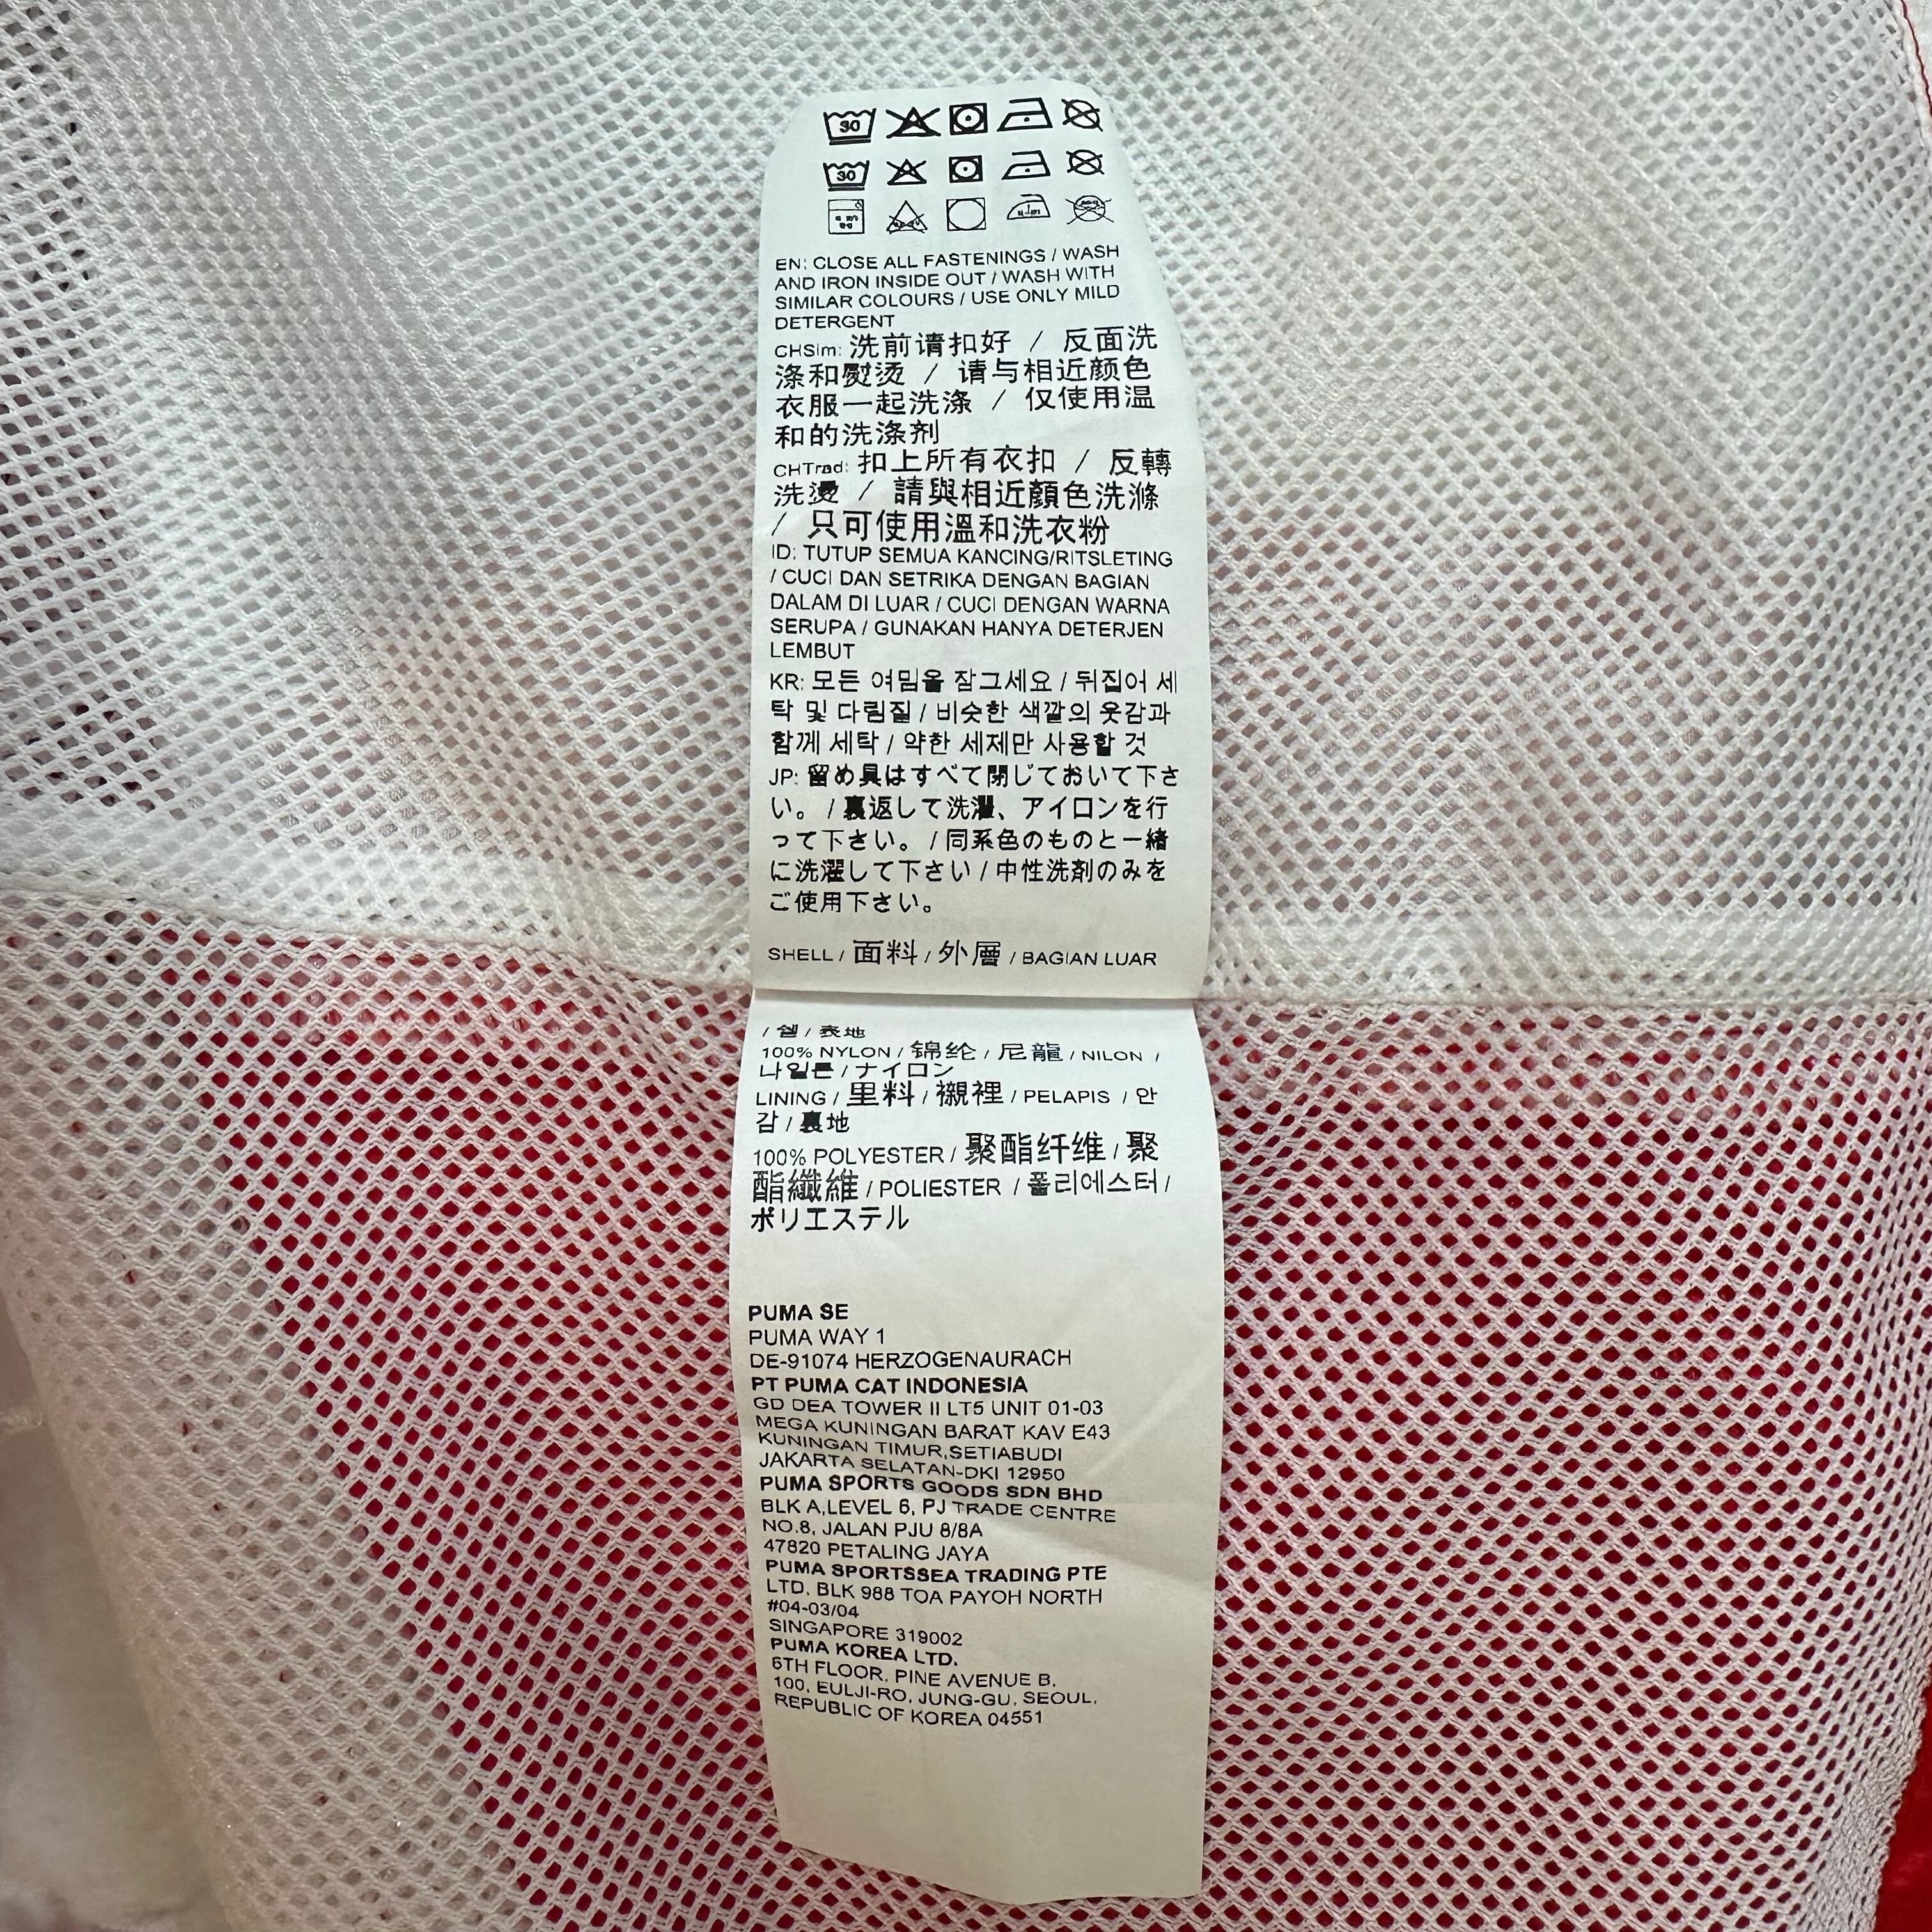 30
30
EN: CLOSE ALL FASTENINGS / WASH
AND IRON INSIDE OUT / WASH WITH
SIMILAR COLOURS / USE ONLY MILD
DETERGENT
CHSim: 洗前请扣好 / 反面洗
涤和熨烫 / 请与相近颜色
衣服一起洗涤 / 仅使用温
和的洗涤剂
CHTrad: 扣上所有衣扣 / 反轉
洗燙 / 請與相近顏色洗滌
/ 只可使用溫和洗衣粉
ID: TUTUP SEMUA KANCING/RITSLETING
/ CUCI DAN SETRIKA DENGAN BAGIAN
DALAM DI LUAR / CUCI DENGAN WARNA
SERUPA / GUNAKAN HANYA DETERJEN
LEMBUT
KR: 모든 여밈을 잠그세요 / 뒤집어 세
탁 및 다림질 / 비슷한 색깔의 옷감과
함께 세탁 / 약한 세제만 사용할 것
JP: 留め具はすべて閉じておいて下さ
い。 / 裏返して洗濯、アイロンを行
って下さい。 / 同系色のものと一緒
に洗濯して下さい / 中性洗剤のみを
ご使用下さい。
SHELL / 面料 / 外層 / BAGIAN LUAR
/ 쉘 / 表地
100% NYLON / 锦纶 / 尼龍 / NILON /
나일론 / ナイロン
LINING / 里料 / 襯裡 / PELAPIS / 안
감 / 裏地
100% POLYESTER / 聚酯纤维 / 聚
酯纖維 / POLIESTER / 폴리에스터 /
ポリエステル
PUMA SE
PUMA WAY 1
DE-91074 HERZOGENAURACH
PT PUMA CAT INDONESIA
GD DEA TOWER II LT5 UNIT 01-03
MEGA KUNINGAN BARAT KAV E43
KUNINGAN TIMUR,SETIABUDI
JAKARTA SELATAN-DKI 12950
PUMA SPORTS GOODS SDN BHD
BLK A,LEVEL 6, PJ TRADE CENTRE
NO.8, JALAN PJU 8/8A
47820 PETALING JAYA
PUMA SPORTSSEA TRADING PTE
LTD. BLK 988 TOA PAYOH NORTH
#04-03/04
SINGAPORE 319002
PUMA KOREA LTD.
6TH FLOOR, PINE AVENUE B,
100, EULJI-RO, JUNG-GU, SEOUL,
REPUBLIC OF KOREA 04551